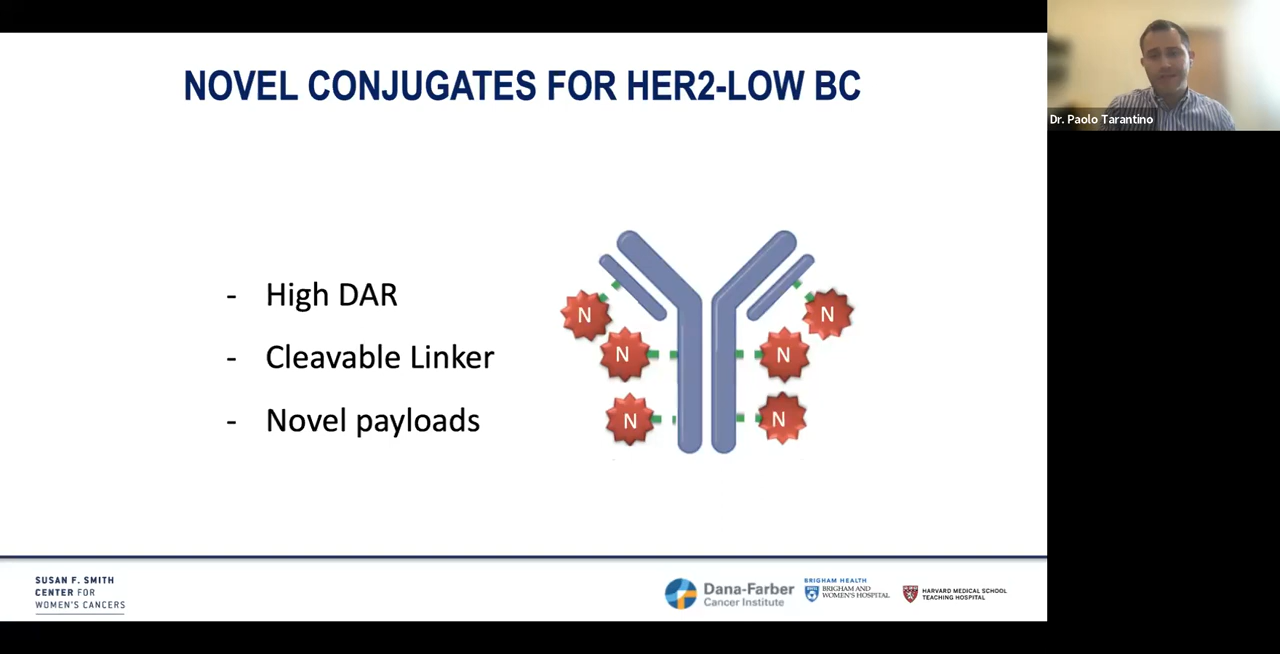 NOVEL CONJUGATES FOR HER2-LOW BC
Dr. Paolo Tarantino
- High DAR
- Cleavable Linker
- Novel payloads
N
N
N
N
N
N
SUSAN F. SMITH
CENTER FOR
WOMEN'S CANCERS
Dana-Farber
Cancer Institute
BRIGHAM HEALTH
BRIGHAM AND
WOMEN'S HOSPITAL
HARVARD MEDICAL SCHOOL
TEACHING HOSPITAL